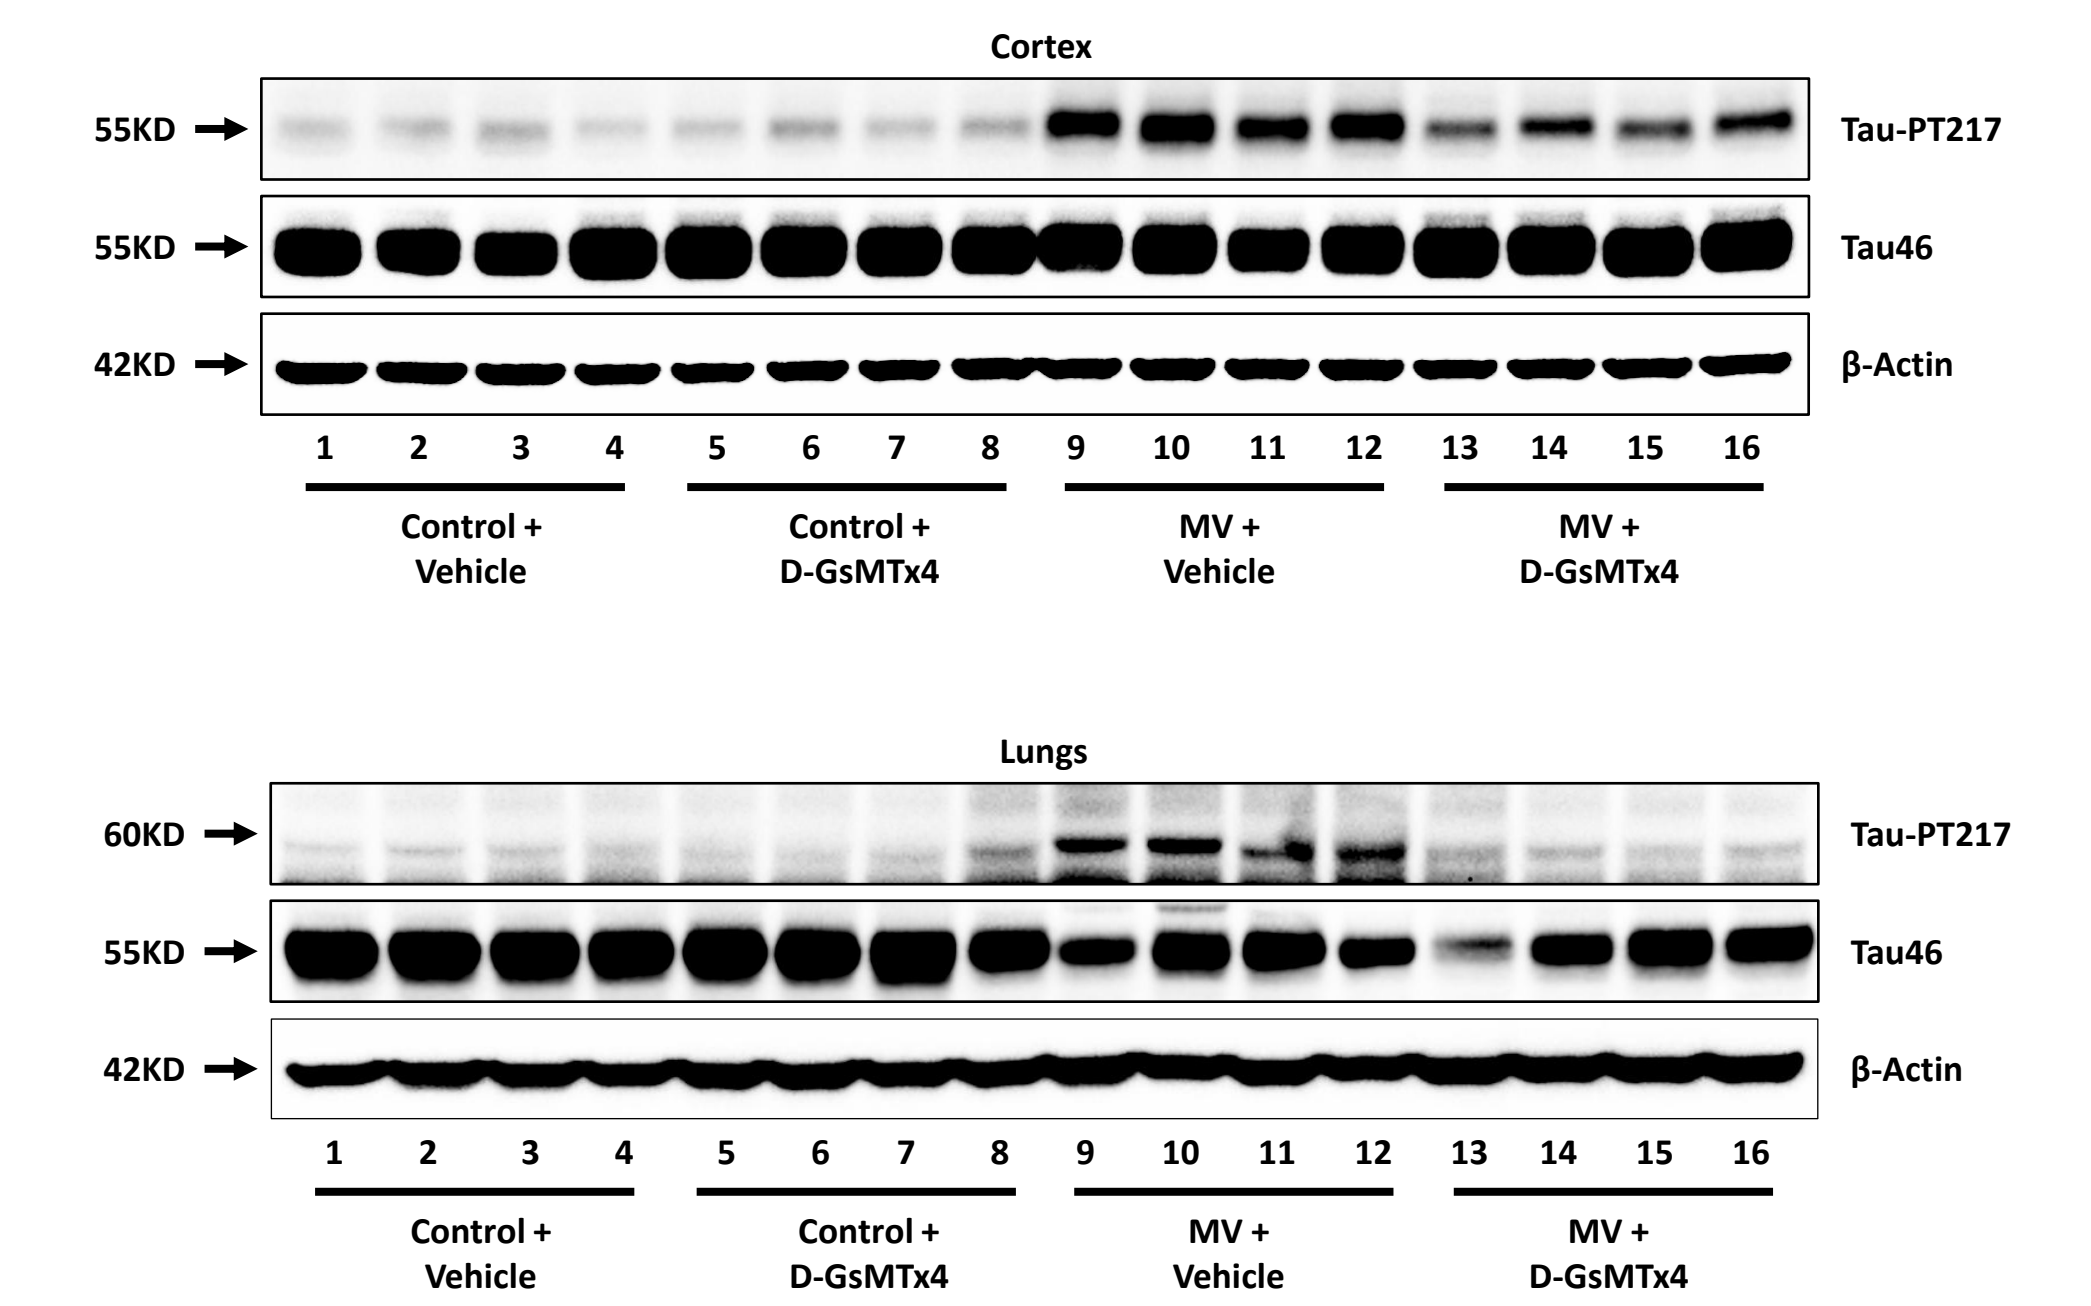 Cortex
55KD Tau-PT217
55KD Tau46
42KD β-Actin
1 2 3 4 5 6 7 8 9 10 11 12 13 14 15 16
Control + Control + MV + MV +
Vehicle D-GsMTx4 Vehicle D-GsMTx4
Lungs
60KD Tau-PT217
55KD Tau46
42KD β-Actin
1 2 3 4 5 6 7 8 9 10 11 12 13 14 15 16
Control + Control + MV + MV +
Vehicle D-GsMTx4 Vehicle D-GsMTx4